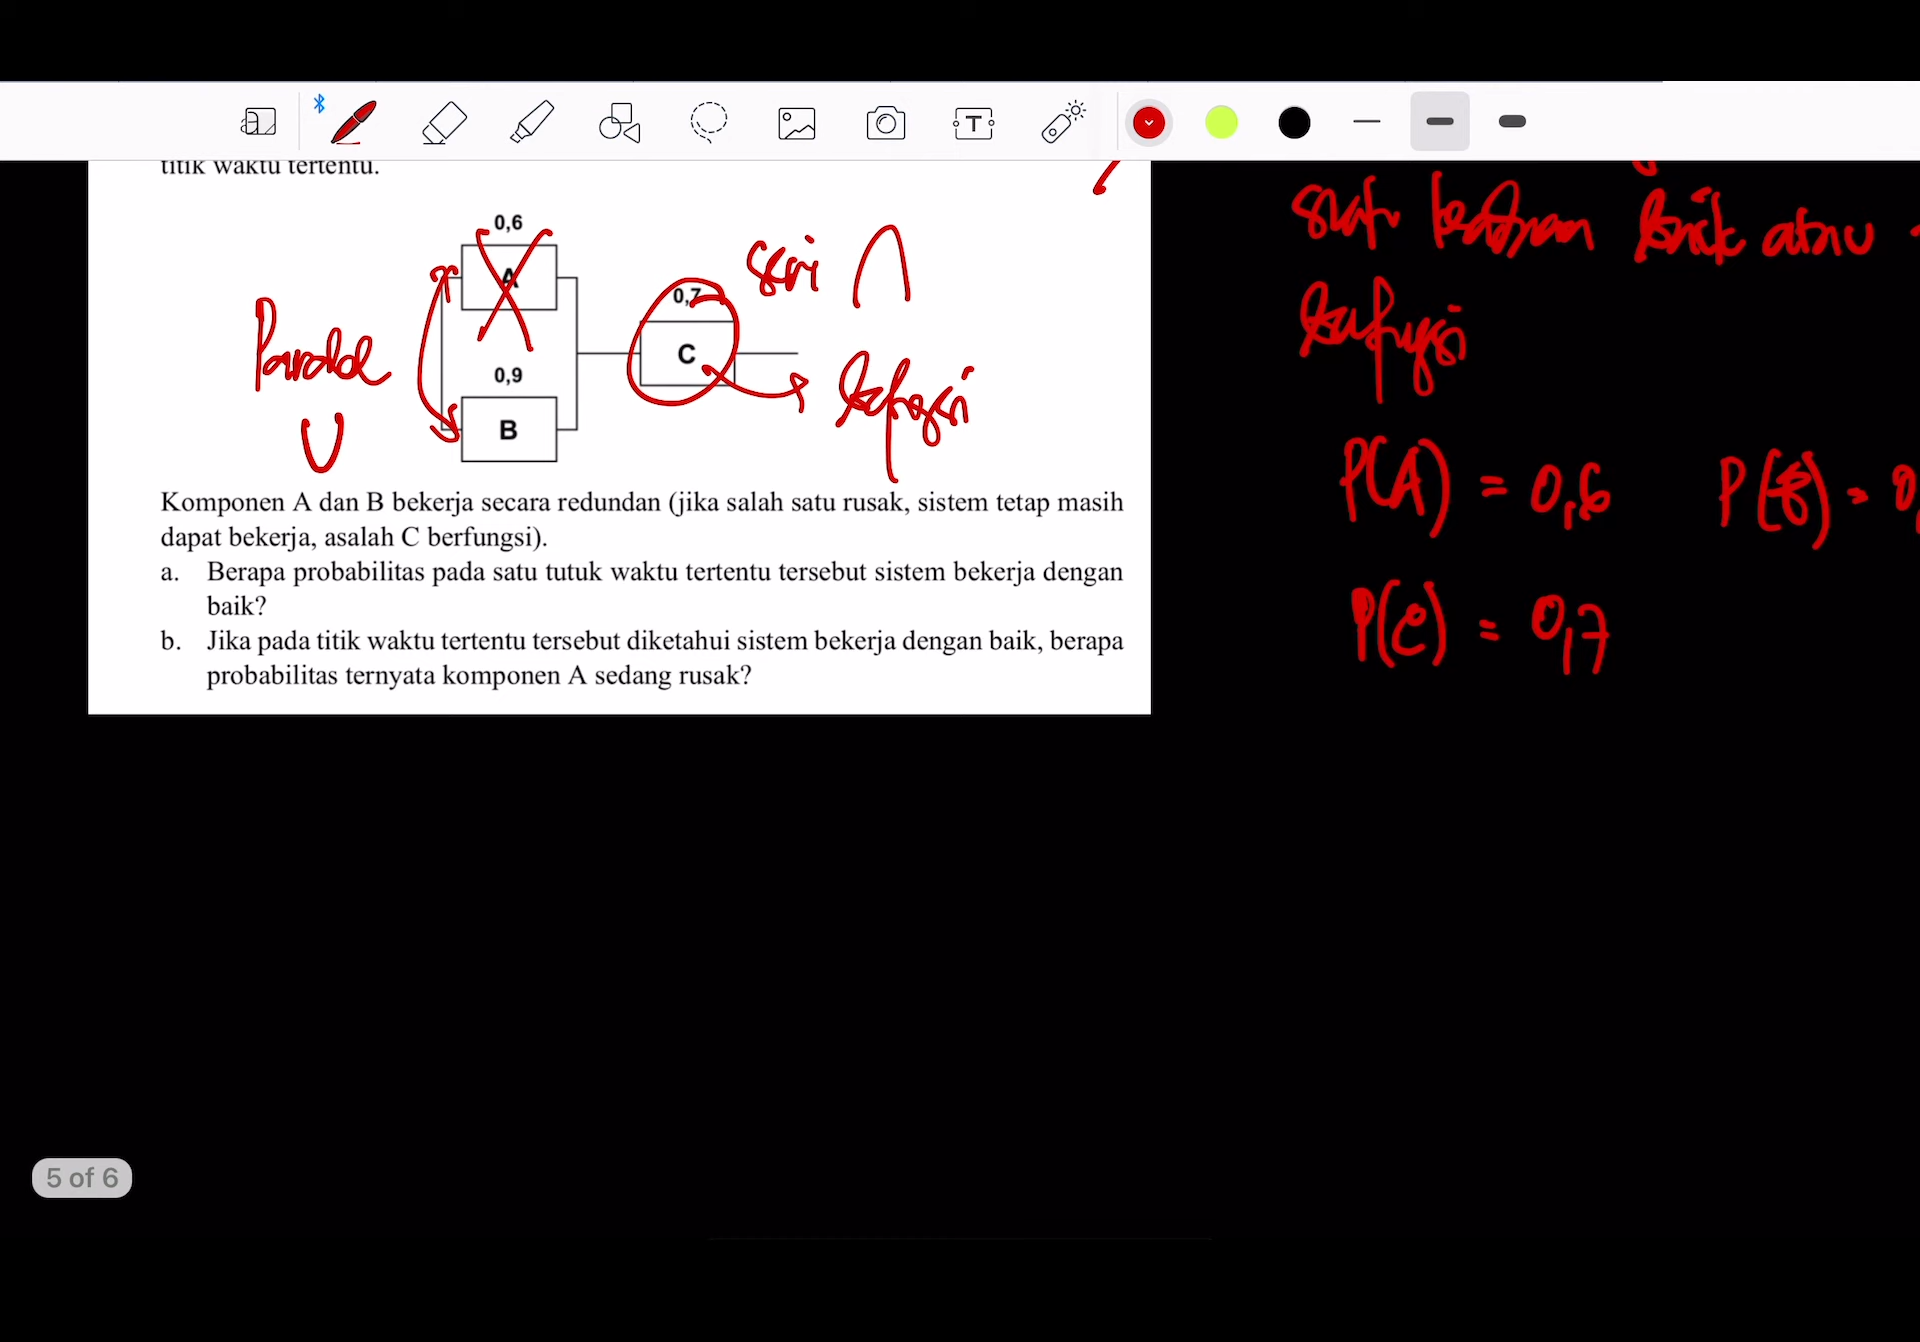 titik waktu tertentu.
0,6
A
seri ∩
0,7
C
Paralel
U
0,9
B
berfungsi
Komponen A dan B bekerja secara redundan (jika salah satu rusak, sistem tetap masih
dapat bekerja, asalah C berfungsi).
a. Berapa probabilitas pada satu tutuk waktu tertentu tersebut sistem bekerja dengan
baik?
b. Jika pada titik waktu tertentu tersebut diketahui sistem bekerja dengan baik, berapa
probabilitas ternyata komponen A sedang rusak?
baik atau
berfungsi
P(A) = 0,6 P(B) = 0,
P(C) = 0,7
5 of 6